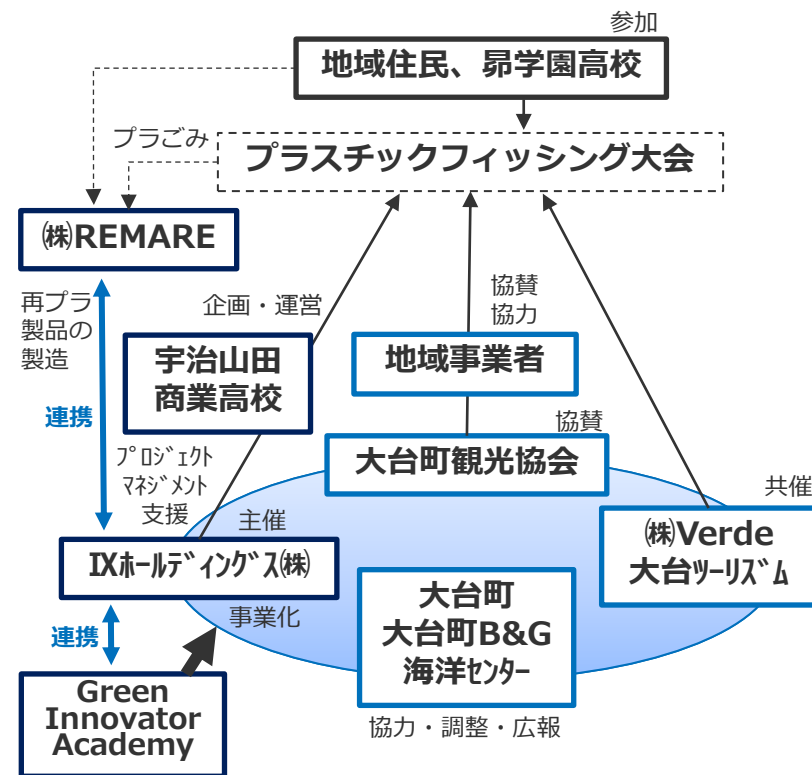 参加
地域住民、昴学園高校
プラごみ
プラスチックフィッシング大会
㈱REMARE
再プラ
製品の
製造
企画・運営
協賛
協力
宇治山田
商業高校
地域事業者
連携
協賛
大台町観光協会
ﾌﾟﾛｼﾞｪｸﾄ
ﾏﾈｼﾞﾒﾝﾄ
支援
主催
共催
IXﾎｰﾙﾃﾞｨﾝｸﾞｽ㈱
㈱Verde
大台ﾂｰﾘｽﾞﾑ
事業化
大台町
大台町B&G
海洋ｾﾝﾀｰ
連携
Green
Innovator
Academy
協力・調整・広報